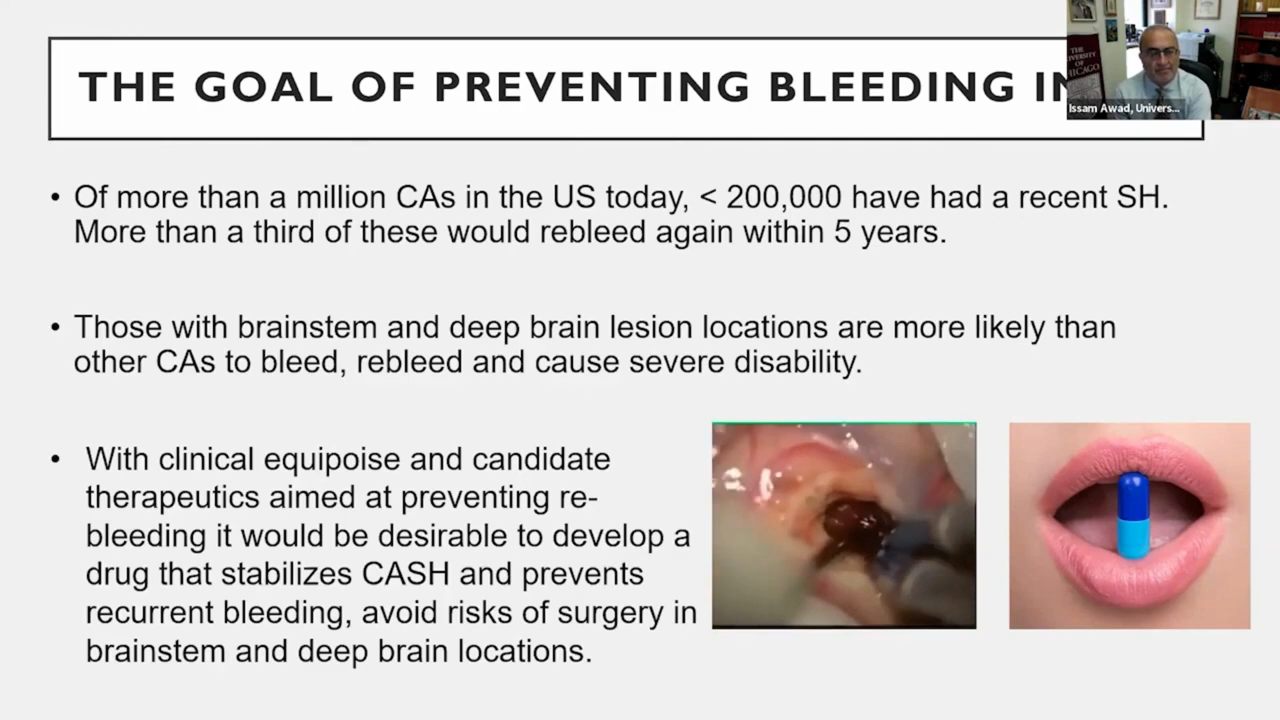 THE GOAL OF PREVENTING BLEEDING IN
THE
UNIVERSITY
OF
CHICAGO
Issam Awad, Univers...
• Of more than a million CAs in the US today, < 200,000 have had a recent SH.
More than a third of these would rebleed again within 5 years.
• Those with brainstem and deep brain lesion locations are more likely than
other CAs to bleed, rebleed and cause severe disability.
• With clinical equipoise and candidate
therapeutics aimed at preventing re-
bleeding it would be desirable to develop a
drug that stabilizes CASH and prevents
recurrent bleeding, avoid risks of surgery in
brainstem and deep brain locations.